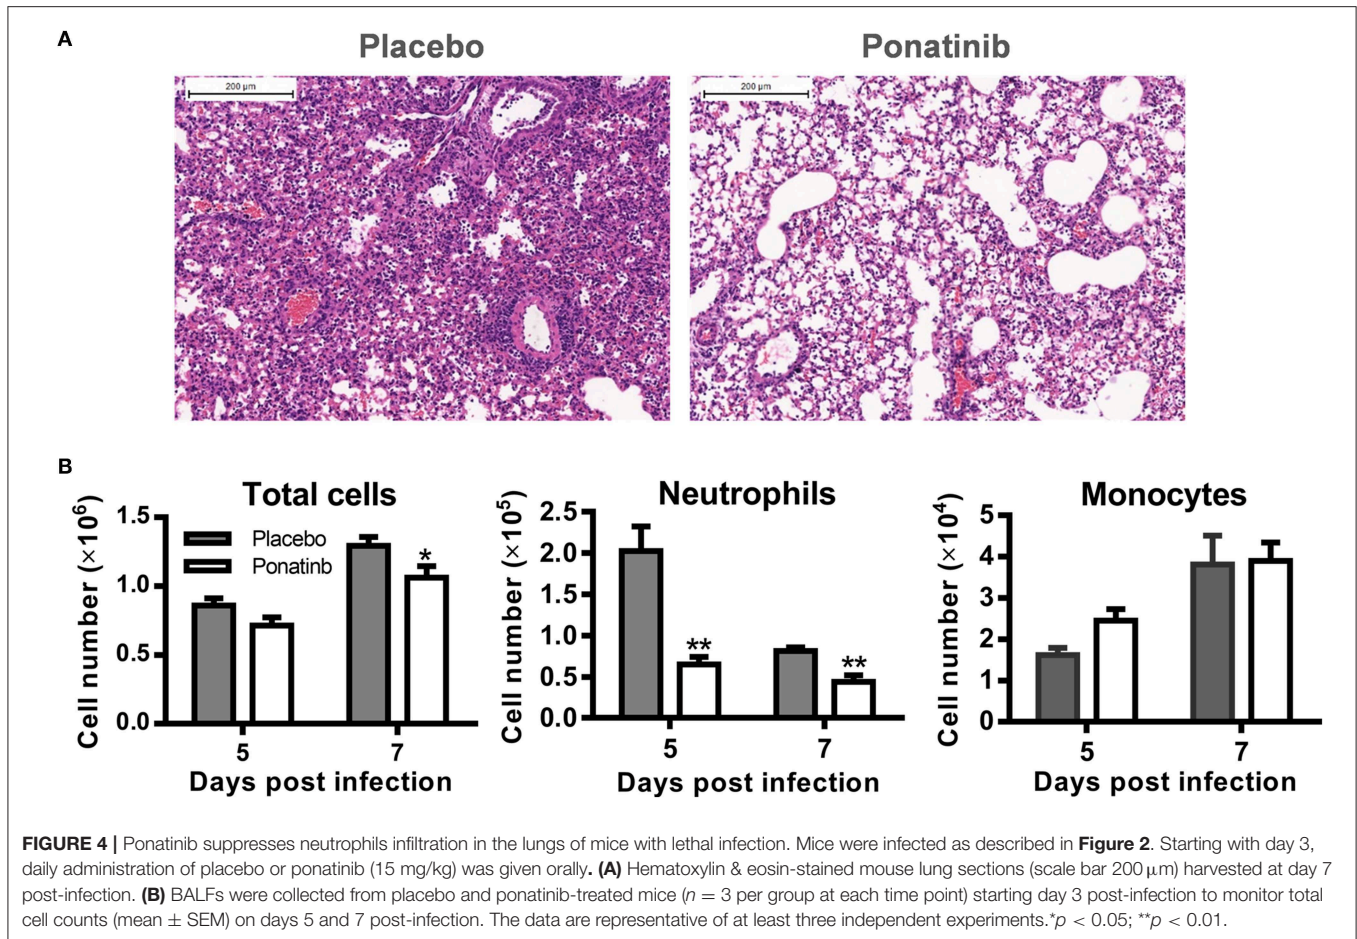 A
Placebo
Ponatinib
200 µm
200 µm
B
Total cells
Cell number (×10⁶)
1.5
1.0
0.5
0.0
Placebo
Ponatinb
*
5
7
Days post infection
Neutrophils
Cell number (×10⁵)
2.5
2.0
1.0
0.5
0.0
**
**
5
7
Days post infection
Monocytes
Cell number (×10⁴)
5
4
3
2
1
0
5
7
Days post infection
FIGURE 4 | Ponatinib suppresses neutrophils infiltration in the lungs of mice with lethal infection. Mice were infected as described in Figure 2. Starting with day 3,
daily administration of placebo or ponatinib (15 mg/kg) was given orally. (A) Hematoxylin & eosin-stained mouse lung sections (scale bar 200 µm) harvested at day 7
post-infection. (B) BALFs were collected from placebo and ponatinib-treated mice (n = 3 per group at each time point) starting day 3 post-infection to monitor total
cell counts (mean ± SEM) on days 5 and 7 post-infection. The data are representative of at least three independent experiments.*p < 0.05; **p < 0.01.